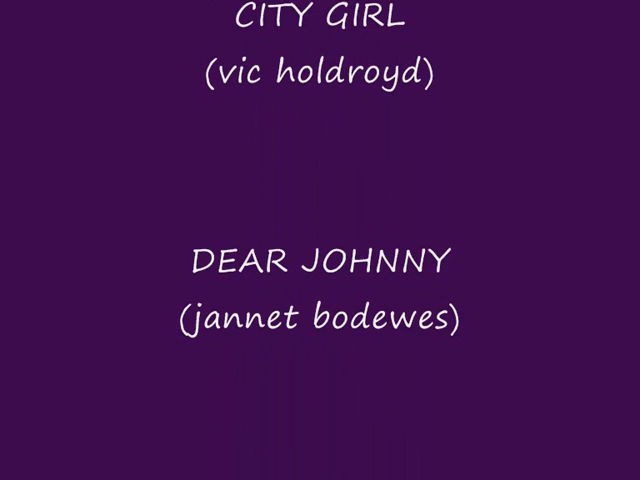 CITY GIRL
(vic holdroyd)
DEAR JOHNNY
(jannet bodewes)